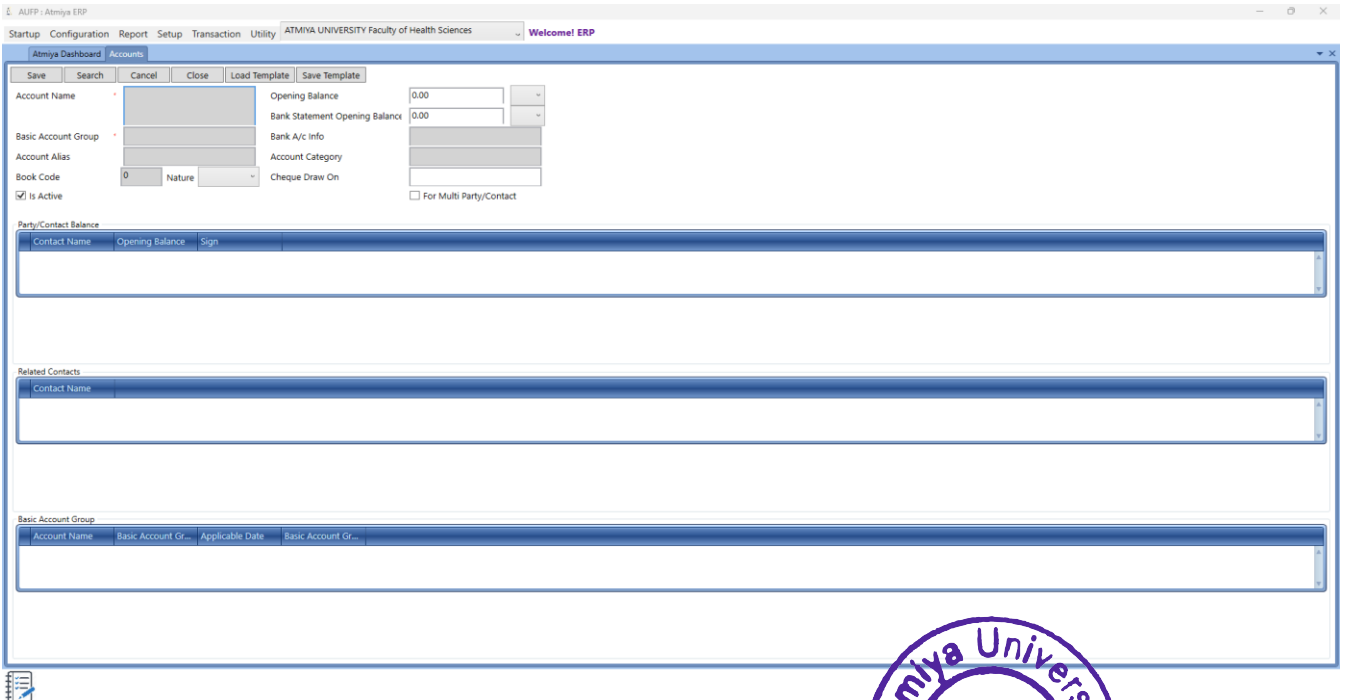 AUFP : Atmiya ERP
Startup Configuration Report Setup Transaction Utility ATMIYA UNIVERSITY Faculty of Health Sciences Welcome! ERP
Atmiya Dashboard Accounts
Save Search Cancel Close Load Template Save Template
Account Name * Opening Balance 0.00
Bank Statement Opening Balance 0.00
Basic Account Group * Bank A/c Info
Account Alias Account Category
Book Code 0 Nature Cheque Draw On
Is Active For Multi Party/Contact
Party/Contact Balance
Contact Name Opening Balance Sign
Related Contacts
Contact Name
Basic Account Group
Account Name Basic Account Gr... Applicable Date Basic Account Gr...
miya Univers